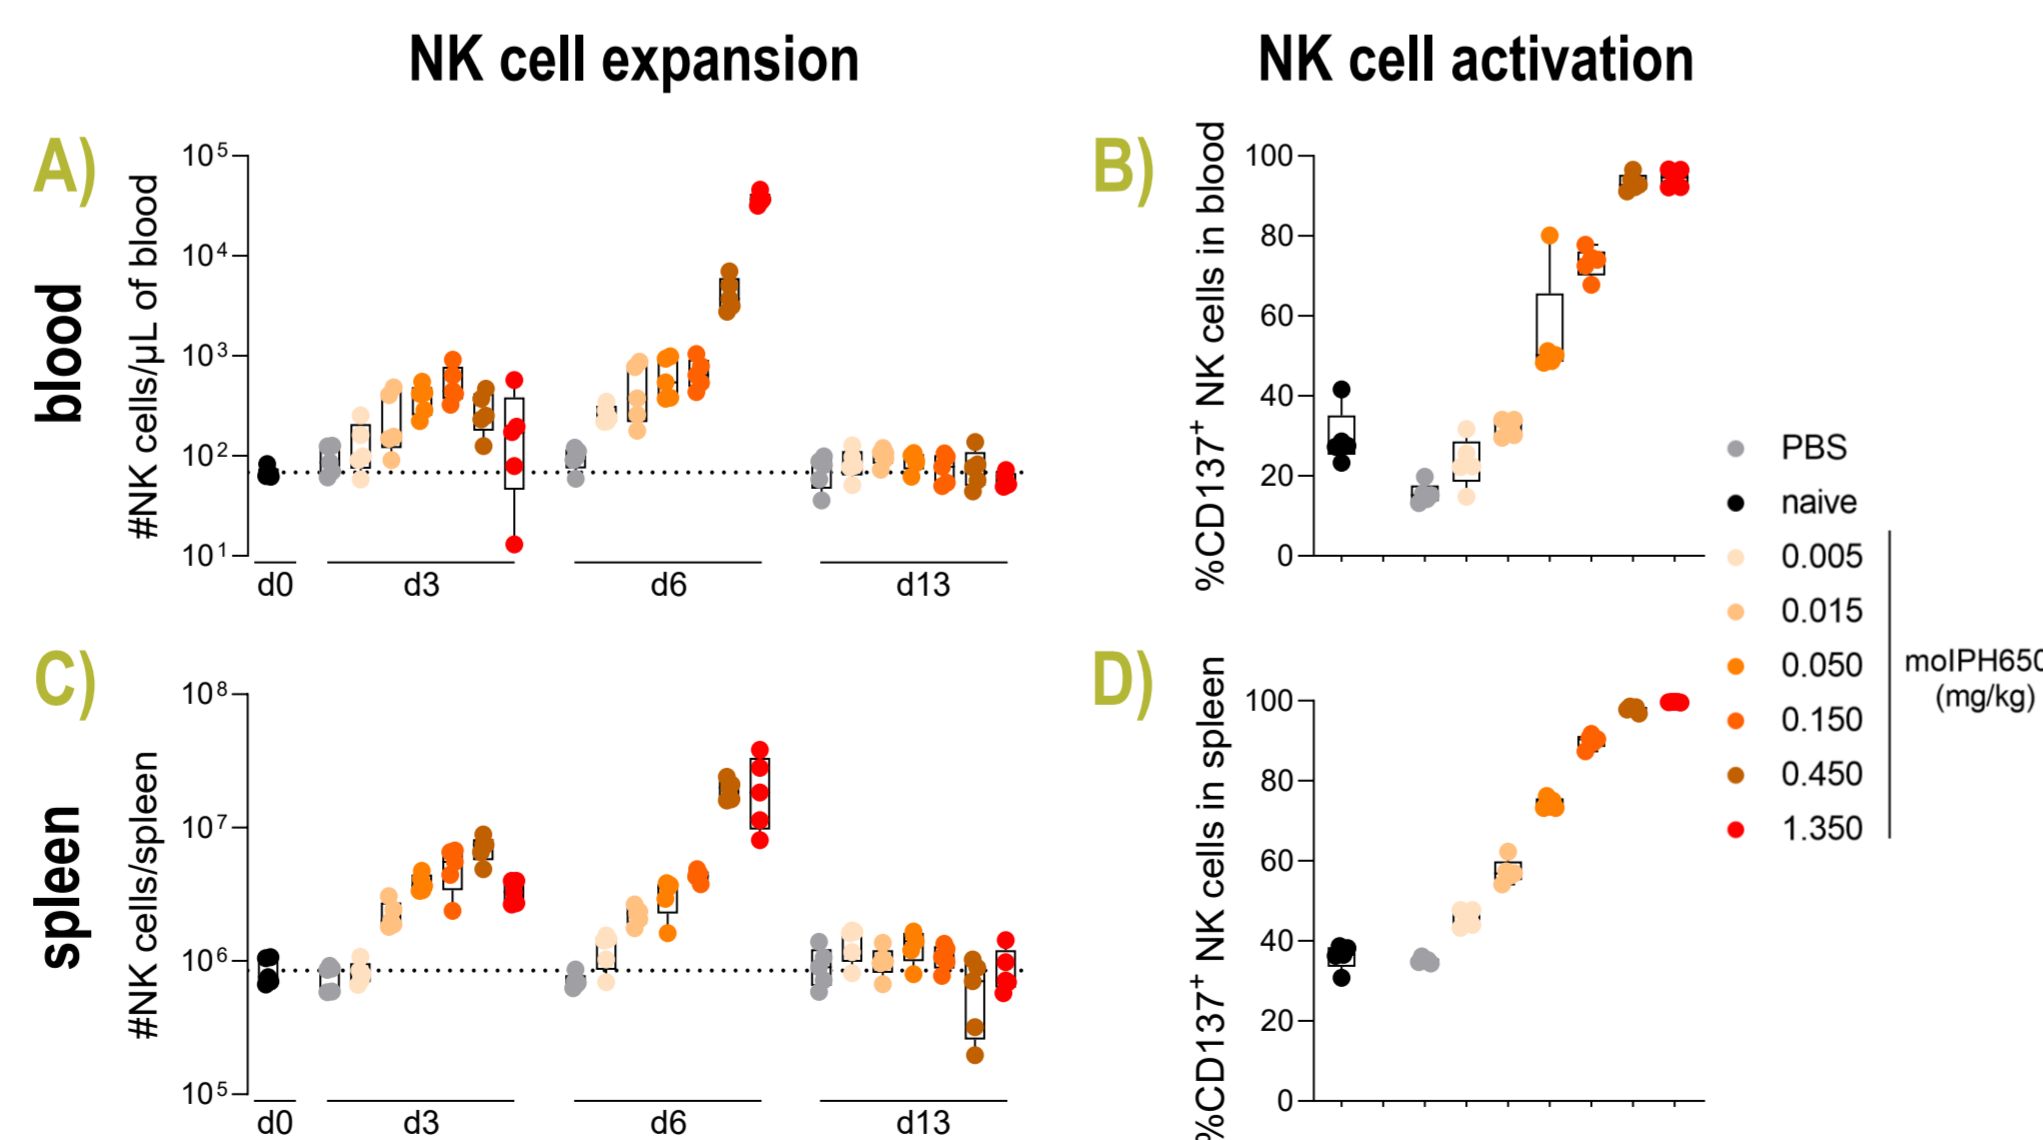 NK cell expansion
NK cell activation
A)
blood
#NK cells/µL of blood
10⁵
10⁴
10³
10²
10¹
d0
d3
d6
d13
B)
%CD137⁺ NK cells in blood
100
80
60
40
20
0
C)
spleen
#NK cells/spleen
10⁸
10⁷
10⁶
10⁵
d0
d3
d6
d13
D)
%CD137⁺ NK cells in spleen
100
80
60
40
20
0
PBS
naive
0.005
0.015
0.050
0.150
0.450
1.350
(mg/kg)